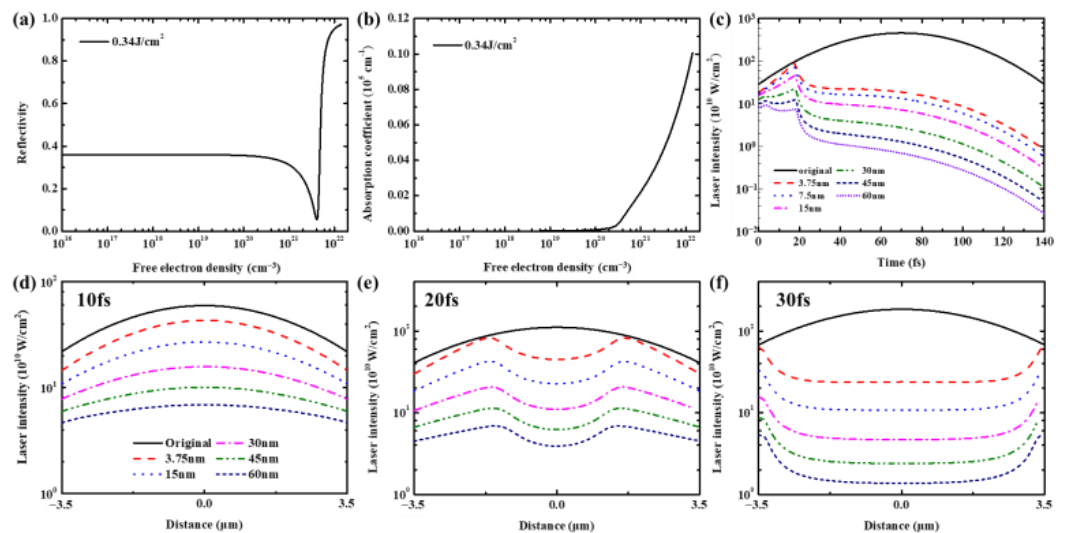 (a)
1.0
0.8
0.6
0.4
0.2
0.0
Reflectivity
0.34J/cm²
10¹⁶ 10¹⁷ 10¹⁸ 10¹⁹ 10²⁰ 10²¹ 10²²
Free electron density (cm⁻³)
(b)
0.12
0.10
0.08
0.06
0.04
0.02
0.00
Absorption coefficient (10⁵ cm⁻¹)
0.34J/cm²
10¹⁶ 10¹⁷ 10¹⁸ 10¹⁹ 10²⁰ 10²¹ 10²²
Free electron density (cm⁻³)
(c)
10³
10²
10¹
10⁰
10⁻¹
10⁻²
Laser intensity (10¹⁰ W/cm²)
original 30nm
3.75nm 45nm
7.5nm 60nm
15nm
0 20 40 60 80 100 120 140
Time (fs)
(d)
10fs
10²
10¹
10⁰
Laser intensity (10¹⁰ W/cm²)
Original 30nm
3.75nm 45nm
15nm 60nm
−3.5 0.0 3.5
Distance (μm)
(e)
20fs
10²
10¹
10⁰
Laser intensity (10¹⁰ W/cm²)
−3.5 0.0 3.5
Distance (μm)
(f)
30fs
10²
10¹
10⁰
Laser intensity (10¹⁰ W/cm²)
−3.5 0.0 3.5
Distance (μm)